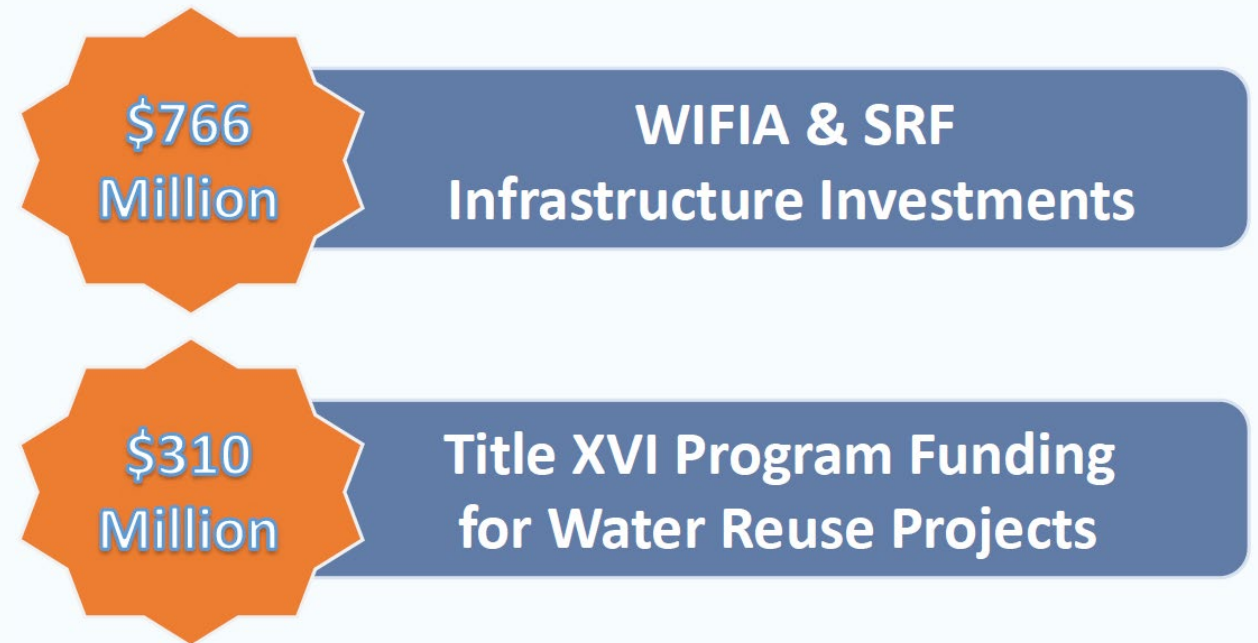 $766
Million
WIFIA & SRF
Infrastructure Investments
$310
Million
Title XVI Program Funding
for Water Reuse Projects